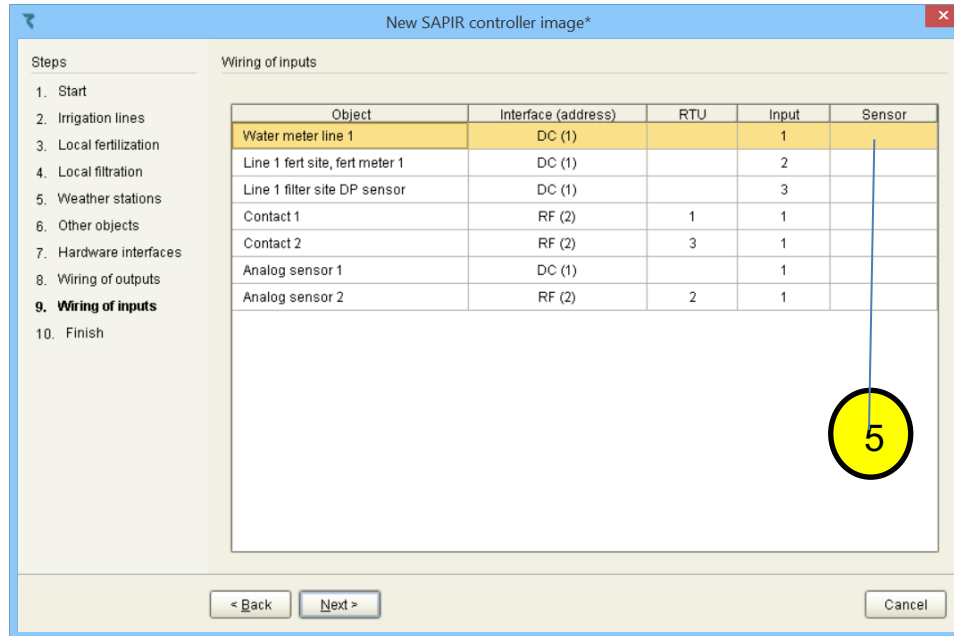 New SAPIR controller image*
Steps
1. Start
2. Irrigation lines
3. Local fertilization
4. Local filtration
5. Weather stations
6. Other objects
7. Hardware interfaces
8. Wiring of outputs
9. Wiring of inputs
10. Finish
Wiring of inputs
Object Interface (address) RTU Input Sensor
Water meter line 1 DC (1) 1
Line 1 fert site, fert meter 1 DC (1) 2
Line 1 filter site DP sensor DC (1) 3
Contact 1 RF (2) 1 1
Contact 2 RF (2) 3 1
Analog sensor 1 DC (1) 1
Analog sensor 2 RF (2) 2 1
5
< Back Next > Cancel